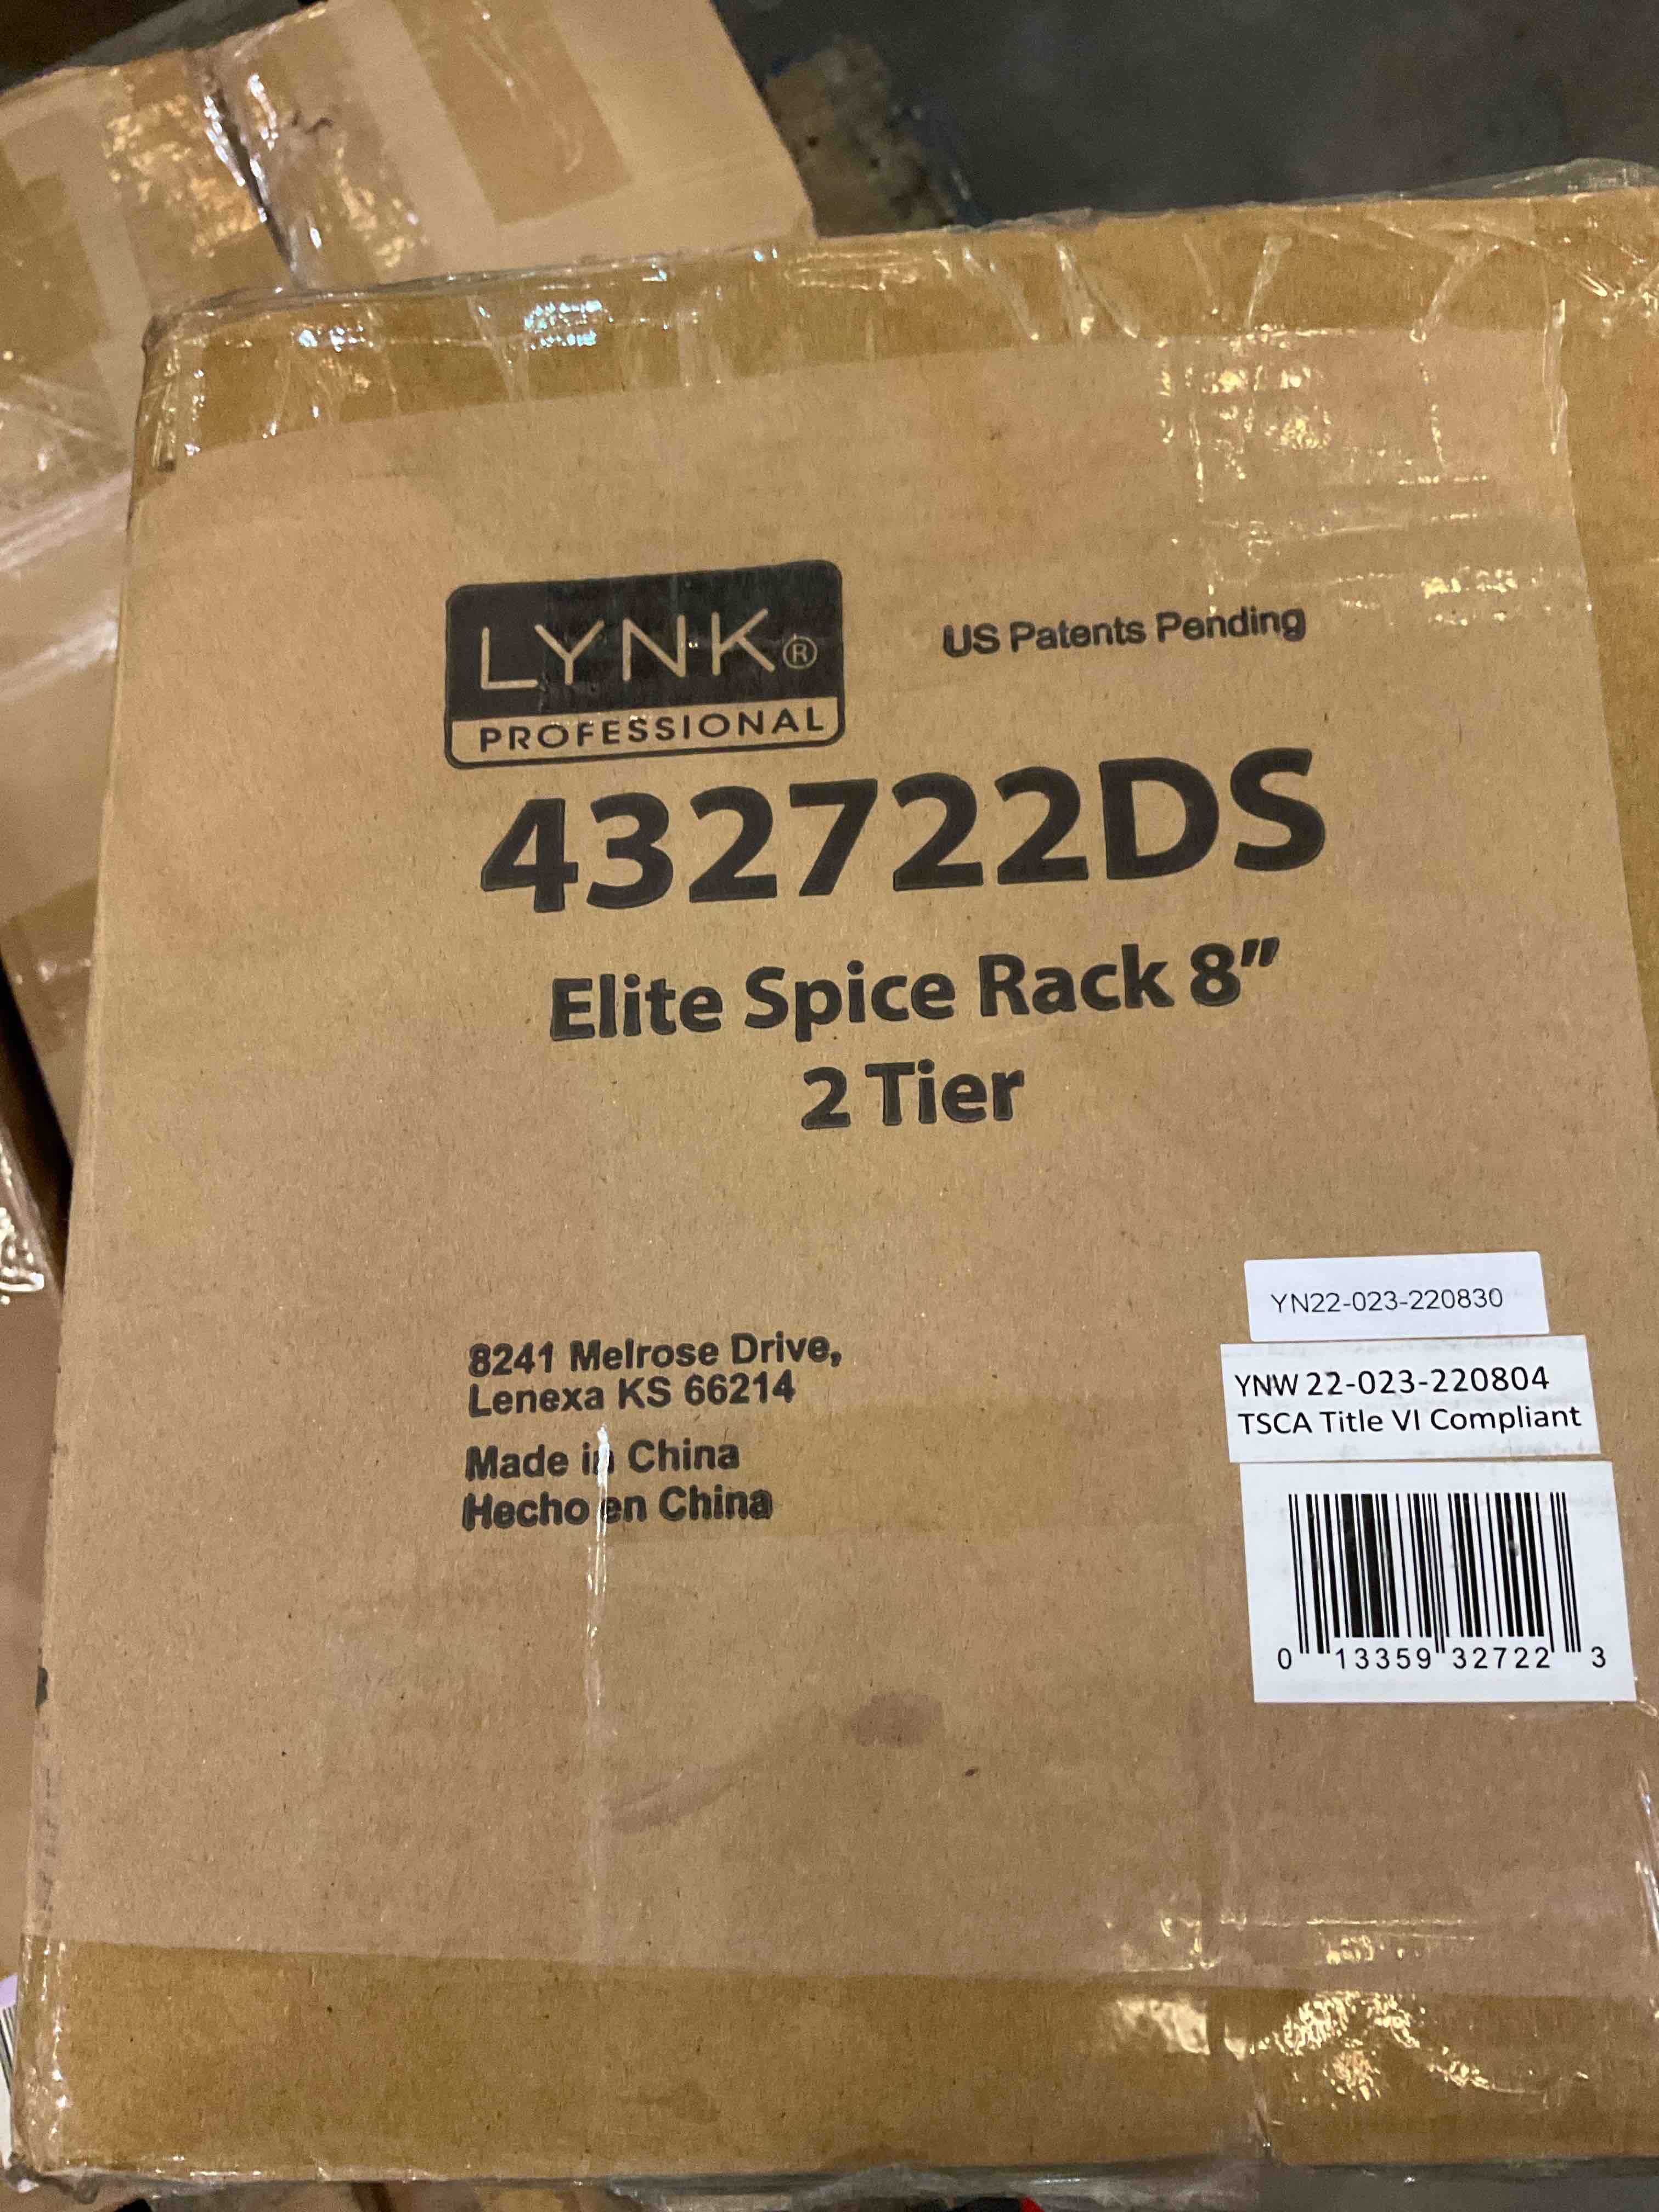 LYNK®
PROFESSIONAL
US Patents Pending
432722DS
Elite Spice Rack 8"
2 Tier
8241 Melrose Drive,
Lenexa KS 66214
Made in China
Hecho en China
YN22-023-220830
YNW 22-023-220804
TSCA Title VI Compliant
0 13359 32722 3